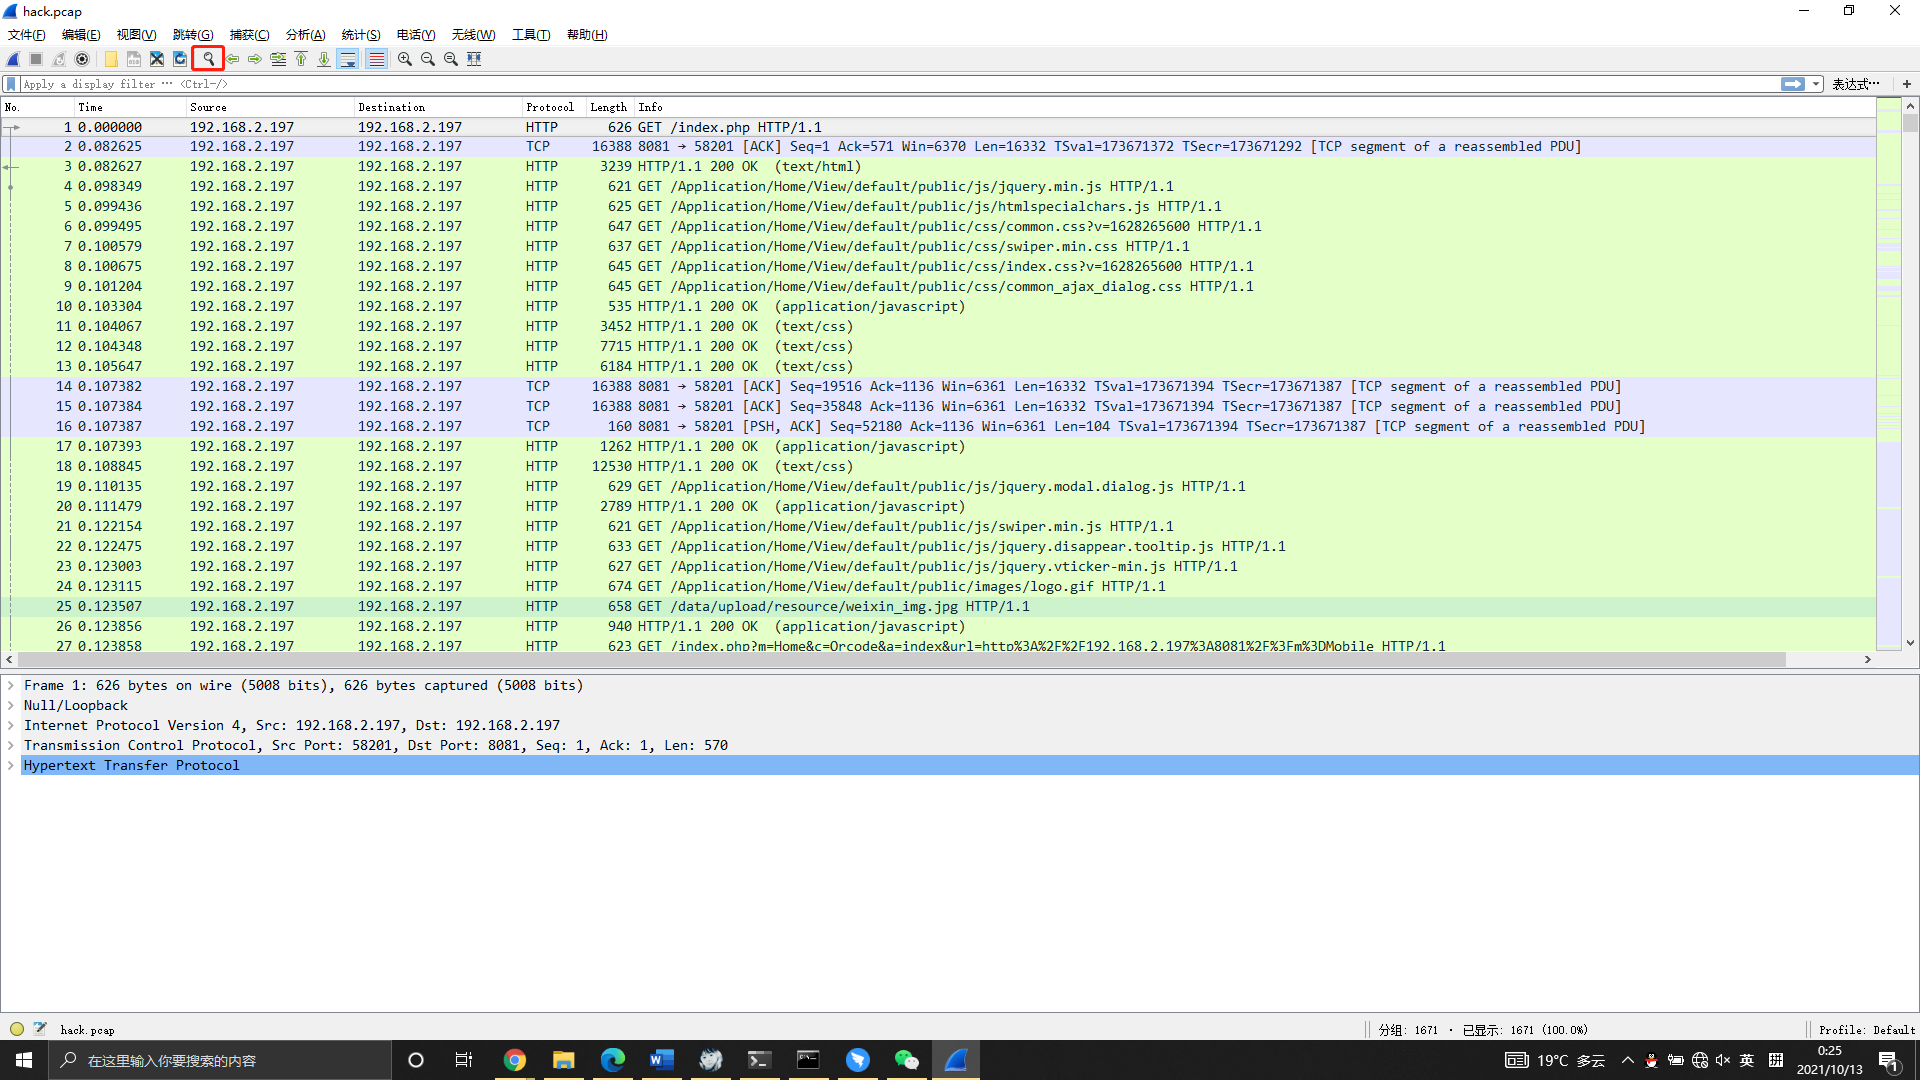 hack.pcap
文件(F) 编辑(E) 视图(V) 跳转(G) 捕获(C) 分析(A) 统计(S) 电话(Y) 无线(W) 工具(T) 帮助(H)
Apply a display filter … <Ctrl-/> 表达式… +
No. Time Source Destination Protocol Length Info
1 0.000000 192.168.2.197 192.168.2.197 HTTP 626 GET /index.php HTTP/1.1
2 0.082625 192.168.2.197 192.168.2.197 TCP 16388 8081 → 58201 [ACK] Seq=1 Ack=571 Win=6370 Len=16332 TSval=173671372 TSecr=173671292 [TCP segment of a reassembled PDU]
3 0.082627 192.168.2.197 192.168.2.197 HTTP 3239 HTTP/1.1 200 OK (text/html)
4 0.098349 192.168.2.197 192.168.2.197 HTTP 621 GET /Application/Home/View/default/public/js/jquery.min.js HTTP/1.1
5 0.099436 192.168.2.197 192.168.2.197 HTTP 625 GET /Application/Home/View/default/public/js/htmlspecialchars.js HTTP/1.1
6 0.099495 192.168.2.197 192.168.2.197 HTTP 647 GET /Application/Home/View/default/public/css/common.css?v=1628265600 HTTP/1.1
7 0.100579 192.168.2.197 192.168.2.197 HTTP 637 GET /Application/Home/View/default/public/css/swiper.min.css HTTP/1.1
8 0.100675 192.168.2.197 192.168.2.197 HTTP 645 GET /Application/Home/View/default/public/css/index.css?v=1628265600 HTTP/1.1
9 0.101204 192.168.2.197 192.168.2.197 HTTP 645 GET /Application/Home/View/default/public/css/common_ajax_dialog.css HTTP/1.1
10 0.103304 192.168.2.197 192.168.2.197 HTTP 535 HTTP/1.1 200 OK (application/javascript)
11 0.104067 192.168.2.197 192.168.2.197 HTTP 3452 HTTP/1.1 200 OK (text/css)
12 0.104348 192.168.2.197 192.168.2.197 HTTP 7715 HTTP/1.1 200 OK (text/css)
13 0.105647 192.168.2.197 192.168.2.197 HTTP 6184 HTTP/1.1 200 OK (text/css)
14 0.107382 192.168.2.197 192.168.2.197 TCP 16388 8081 → 58201 [ACK] Seq=19516 Ack=1136 Win=6361 Len=16332 TSval=173671394 TSecr=173671387 [TCP segment of a reassembled PDU]
15 0.107384 192.168.2.197 192.168.2.197 TCP 16388 8081 → 58201 [ACK] Seq=35848 Ack=1136 Win=6361 Len=16332 TSval=173671394 TSecr=173671387 [TCP segment of a reassembled PDU]
16 0.107387 192.168.2.197 192.168.2.197 TCP 160 8081 → 58201 [PSH, ACK] Seq=52180 Ack=1136 Win=6361 Len=104 TSval=173671394 TSecr=173671387 [TCP segment of a reassembled PDU]
17 0.107393 192.168.2.197 192.168.2.197 HTTP 1262 HTTP/1.1 200 OK (application/javascript)
18 0.108845 192.168.2.197 192.168.2.197 HTTP 12530 HTTP/1.1 200 OK (text/css)
19 0.110135 192.168.2.197 192.168.2.197 HTTP 629 GET /Application/Home/View/default/public/js/jquery.modal.dialog.js HTTP/1.1
20 0.111479 192.168.2.197 192.168.2.197 HTTP 2789 HTTP/1.1 200 OK (application/javascript)
21 0.122154 192.168.2.197 192.168.2.197 HTTP 621 GET /Application/Home/View/default/public/js/swiper.min.js HTTP/1.1
22 0.122475 192.168.2.197 192.168.2.197 HTTP 633 GET /Application/Home/View/default/public/js/jquery.disappear.tooltip.js HTTP/1.1
23 0.123003 192.168.2.197 192.168.2.197 HTTP 627 GET /Application/Home/View/default/public/js/jquery.vticker-min.js HTTP/1.1
24 0.123115 192.168.2.197 192.168.2.197 HTTP 674 GET /Application/Home/View/default/public/images/logo.gif HTTP/1.1
25 0.123507 192.168.2.197 192.168.2.197 HTTP 658 GET /data/upload/resource/weixin_img.jpg HTTP/1.1
26 0.123856 192.168.2.197 192.168.2.197 HTTP 940 HTTP/1.1 200 OK (application/javascript)
27 0.123858 192.168.2.197 192.168.2.197 HTTP 623 GET /index.php?m=Home&c=Qrcode&a=index&url=http%3A%2F%2F192.168.2.197%3A8081%2F%3Fm%3DMobile HTTP/1.1
Frame 1: 626 bytes on wire (5008 bits), 626 bytes captured (5008 bits)
Null/Loopback
Internet Protocol Version 4, Src: 192.168.2.197, Dst: 192.168.2.197
Transmission Control Protocol, Src Port: 58201, Dst Port: 8081, Seq: 1, Ack: 1, Len: 570
Hypertext Transfer Protocol
hack.pcap 分组: 1671 · 已显示: 1671 (100.0%) Profile: Default
在这里输入你要搜索的内容 19°C 多云 英 拼 0:25
2021/10/13 1